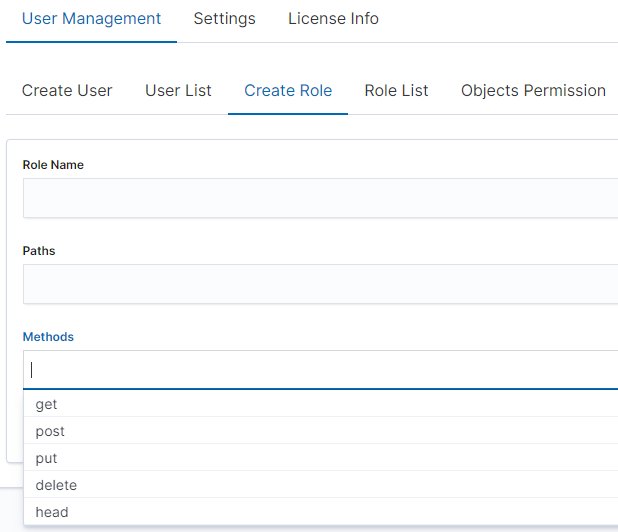 User Management Settings License Info
Create User User List Create Role Role List Objects Permission
Role Name
Paths
Methods
get
post
put
delete
head